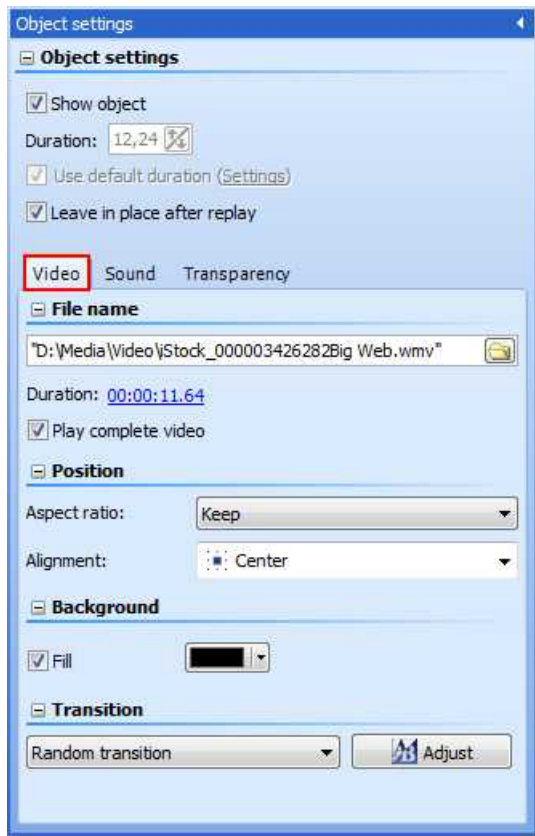 Object settings
Object settings
Show object
Duration: 12,24
Use default duration (Settings)
Leave in place after replay
Video Sound Transparency
File name
"D:\Media\Video\iStock_000003426282Big Web.wmv"
Duration: 00:00:11.64
Play complete video
Position
Aspect ratio: Keep
Alignment: Center
Background
Fill
Transition
Random transition Adjust